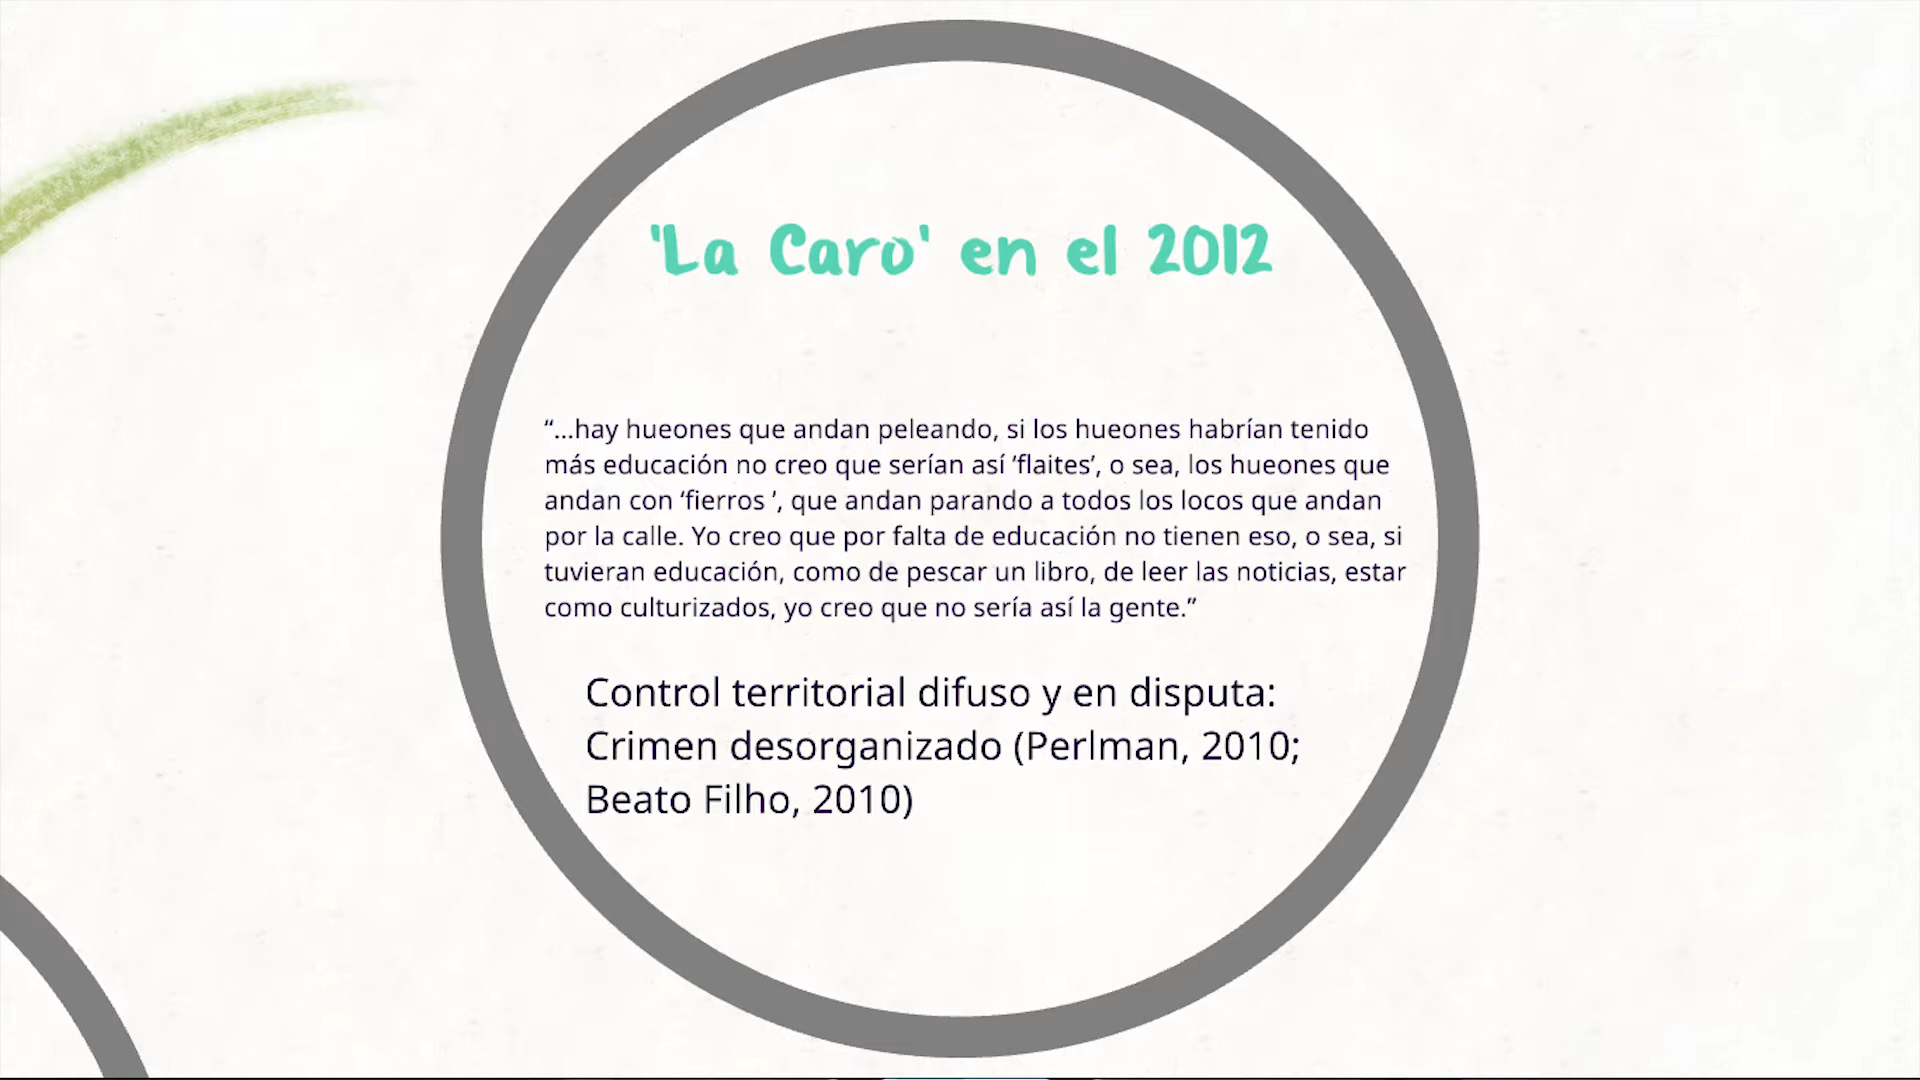 'La Caro' en el 2012
“...hay hueones que andan peleando, si los hueones habrían tenido
más educación no creo que serían así ‘flaites’, o sea, los hueones que
andan con ‘fierros ’, que andan parando a todos los locos que andan
por la calle. Yo creo que por falta de educación no tienen eso, o sea, si
tuvieran educación, como de pescar un libro, de leer las noticias, estar
como culturizados, yo creo que no sería así la gente.”
Control territorial difuso y en disputa:
Crimen desorganizado (Perlman, 2010;
Beato Filho, 2010)